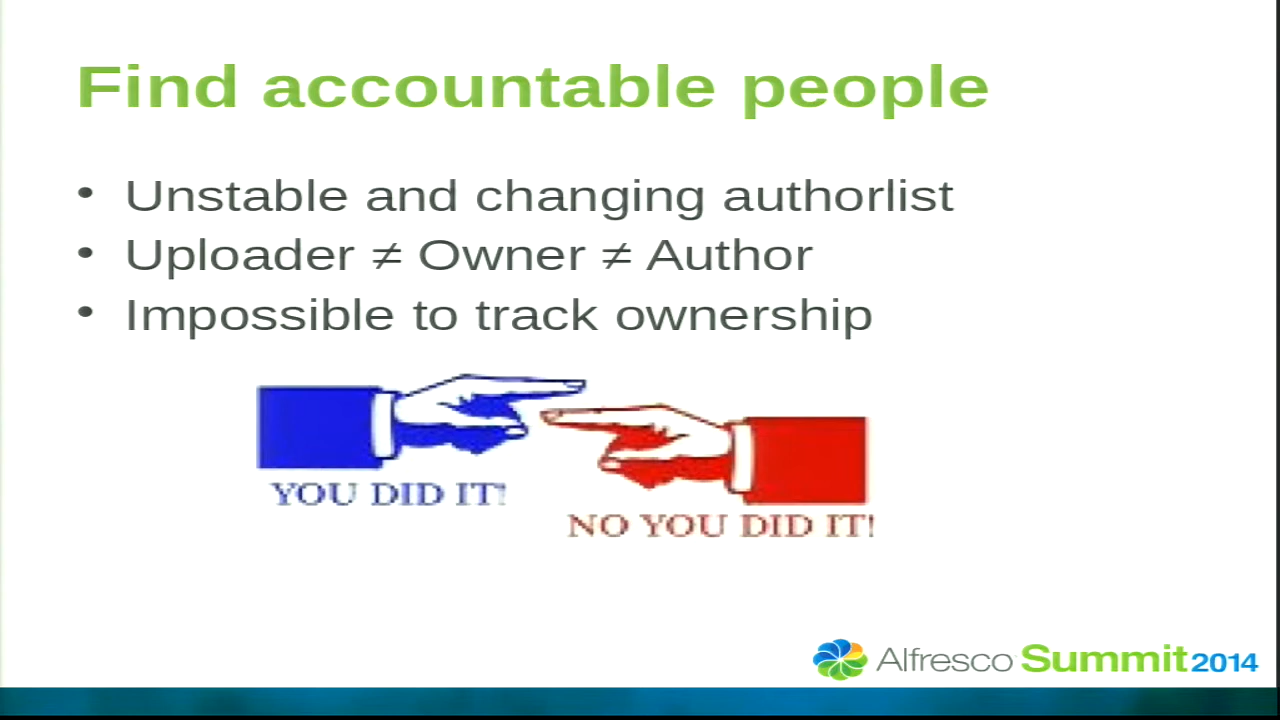 Find accountable people
• Unstable and changing authorlist
• Uploader ≠ Owner ≠ Author
• Impossible to track ownership
YOU DID IT!
NO YOU DID IT!
Alfresco Summit 2014